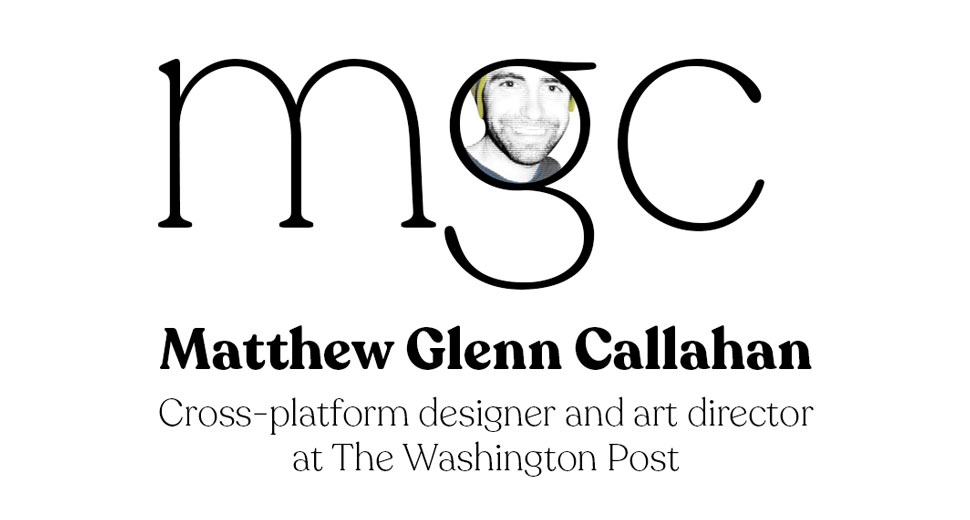 mgc
Matthew Glenn Callahan
Cross-platform designer and art director
at The Washington Post